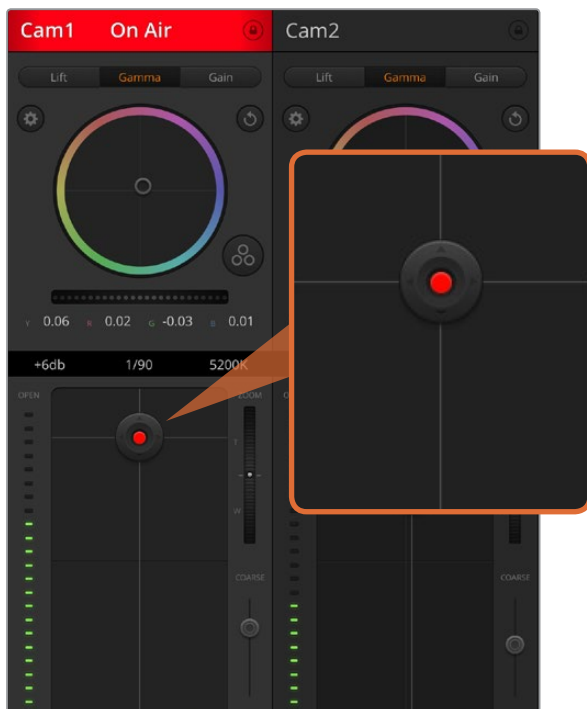 Cam1 On Air
Cam2
Lift Gamma Gain
Lift Gamma Gain
Y 0.06 R 0.02 G -0.03 B 0.01
+6db 1/90 5200K
OPEN
ZOOM
T
W
COARSE
COARSE